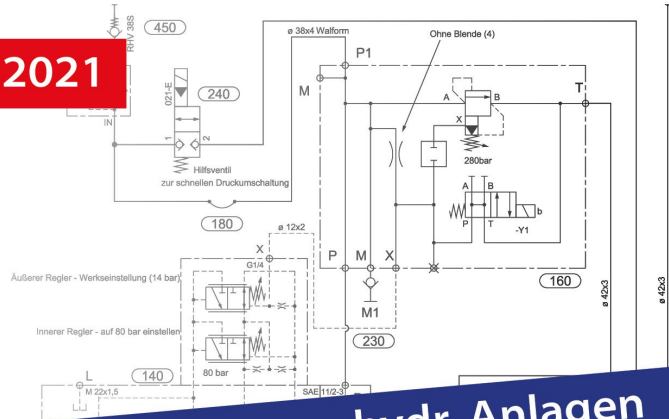 2021
RHV 38S
450
ø 38x4 Walform
Ohne Blende (4)
P1
M
T
021-E
240
IN
1
2
Hilfsventil
zur schnellen Druckumschaltung
180
A
B
X
280bar
A
B
b
P
T
-Y1
ø 12x2
X
G1/4
P
M
X
160
M1
230
ø 42x3
ø 42x3
Äußerer Regler - Werkseinstellung (14 bar)
Innerer Regler - auf 80 bar einstellen
80 bar
140
L
M 22x1,5
SAE 11/2-3
hydr. Anlagen